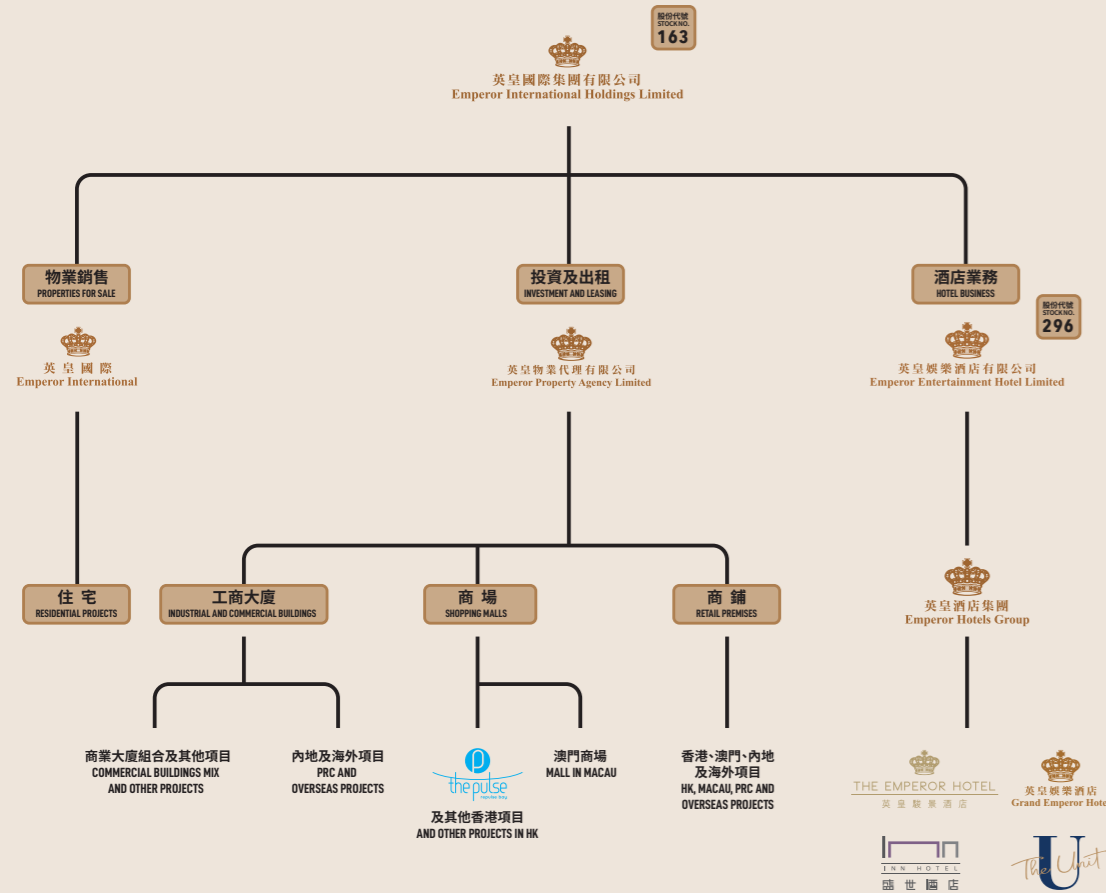 股份代號
STOCK NO.
163
英皇國際集團有限公司
Emperor International Holdings Limited
物業銷售
PROPERTIES FOR SALE
投資及出租
INVESTMENT AND LEASING
酒店業務
HOTEL BUSINESS
股份代號
STOCK NO.
296
英皇國際
Emperor International
英皇物業代理有限公司
Emperor Property Agency Limited
英皇娛樂酒店有限公司
Emperor Entertainment Hotel Limited
英皇酒店集團
Emperor Hotels Group
住宅
RESIDENTIAL PROJECTS
工商大廈
INDUSTRIAL AND COMMERCIAL BUILDINGS
商場
SHOPPING MALLS
商鋪
RETAIL PREMISES
商業大廈組合及其他項目
COMMERCIAL BUILDINGS MIX
AND OTHER PROJECTS
內地及海外項目
PRC AND
OVERSEAS PROJECTS
the pulse
repulse bay
及其他香港項目
AND OTHER PROJECTS IN HK
澳門商場
MALL IN MACAU
香港、澳門、內地
及海外項目
HK, MACAU, PRC AND
OVERSEAS PROJECTS
THE EMPEROR HOTEL
英皇駿景酒店
英皇娛樂酒店
Grand Emperor Hote
Inn
INN HOTEL
盛世酒店
The Unit
U